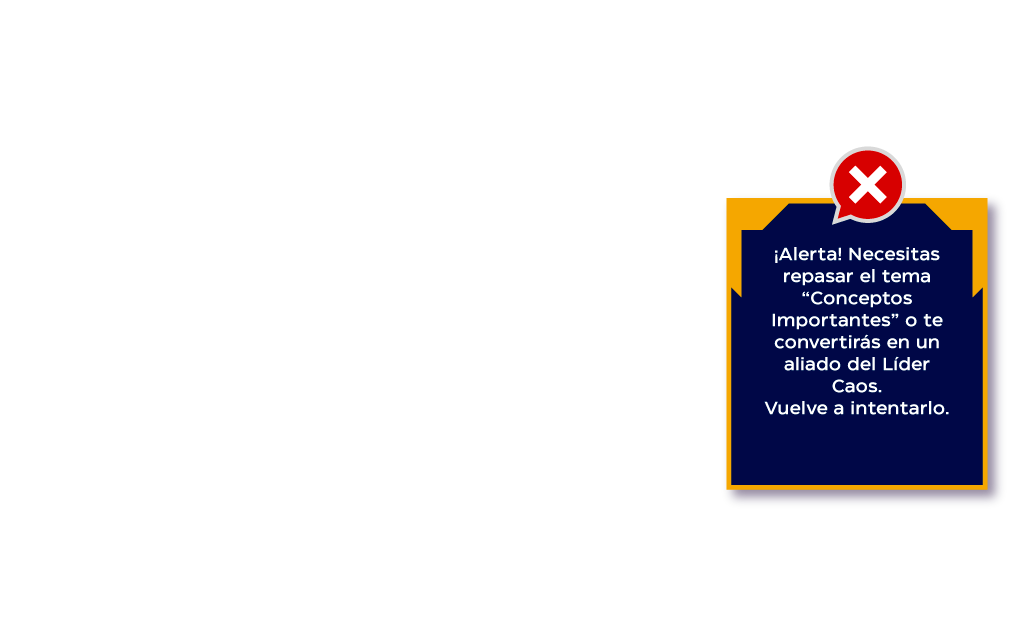 ¡Alerta! Necesitas
repasar el tema
“Conceptos
Importantes” o te
convertirás en un
aliado del Líder
Caos.
Vuelve a intentarlo.